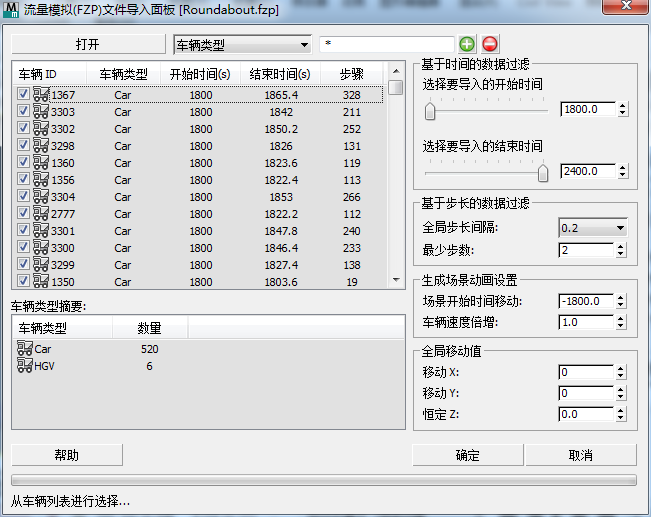 流量模拟(FZP)文件导入面板 [Roundabout.fzp]
打开 车辆类型 *
车辆 ID 车辆类型 开始时间(s) 结束时间(s) 步骤
1367 Car 1800 1865.4 328
3303 Car 1800 1842 211
3302 Car 1800 1850.2 252
3298 Car 1800 1826 131
1360 Car 1800 1823.6 119
1356 Car 1800 1822.4 113
3304 Car 1800 1853 266
2777 Car 1800 1822.2 112
3301 Car 1800 1847.8 240
3300 Car 1800 1846.4 233
3299 Car 1800 1827.4 138
1350 Car 1800 1803.6 19
车辆类型摘要:
车辆类型 数量
Car 520
HGV 6
基于时间的数据过滤
选择要导入的开始时间
1800.0
选择要导入的结束时间
2400.0
基于步长的数据过滤
全局步长间隔: 0.2
最少步数: 2
生成场景动画设置
场景开始时间移动: -1800.0
车辆速度倍增: 1.0
全局移动值
移动 X: 0
移动 Y: 0
恒定 Z: 0.0
帮助 确定 取消
从车辆列表进行选择...